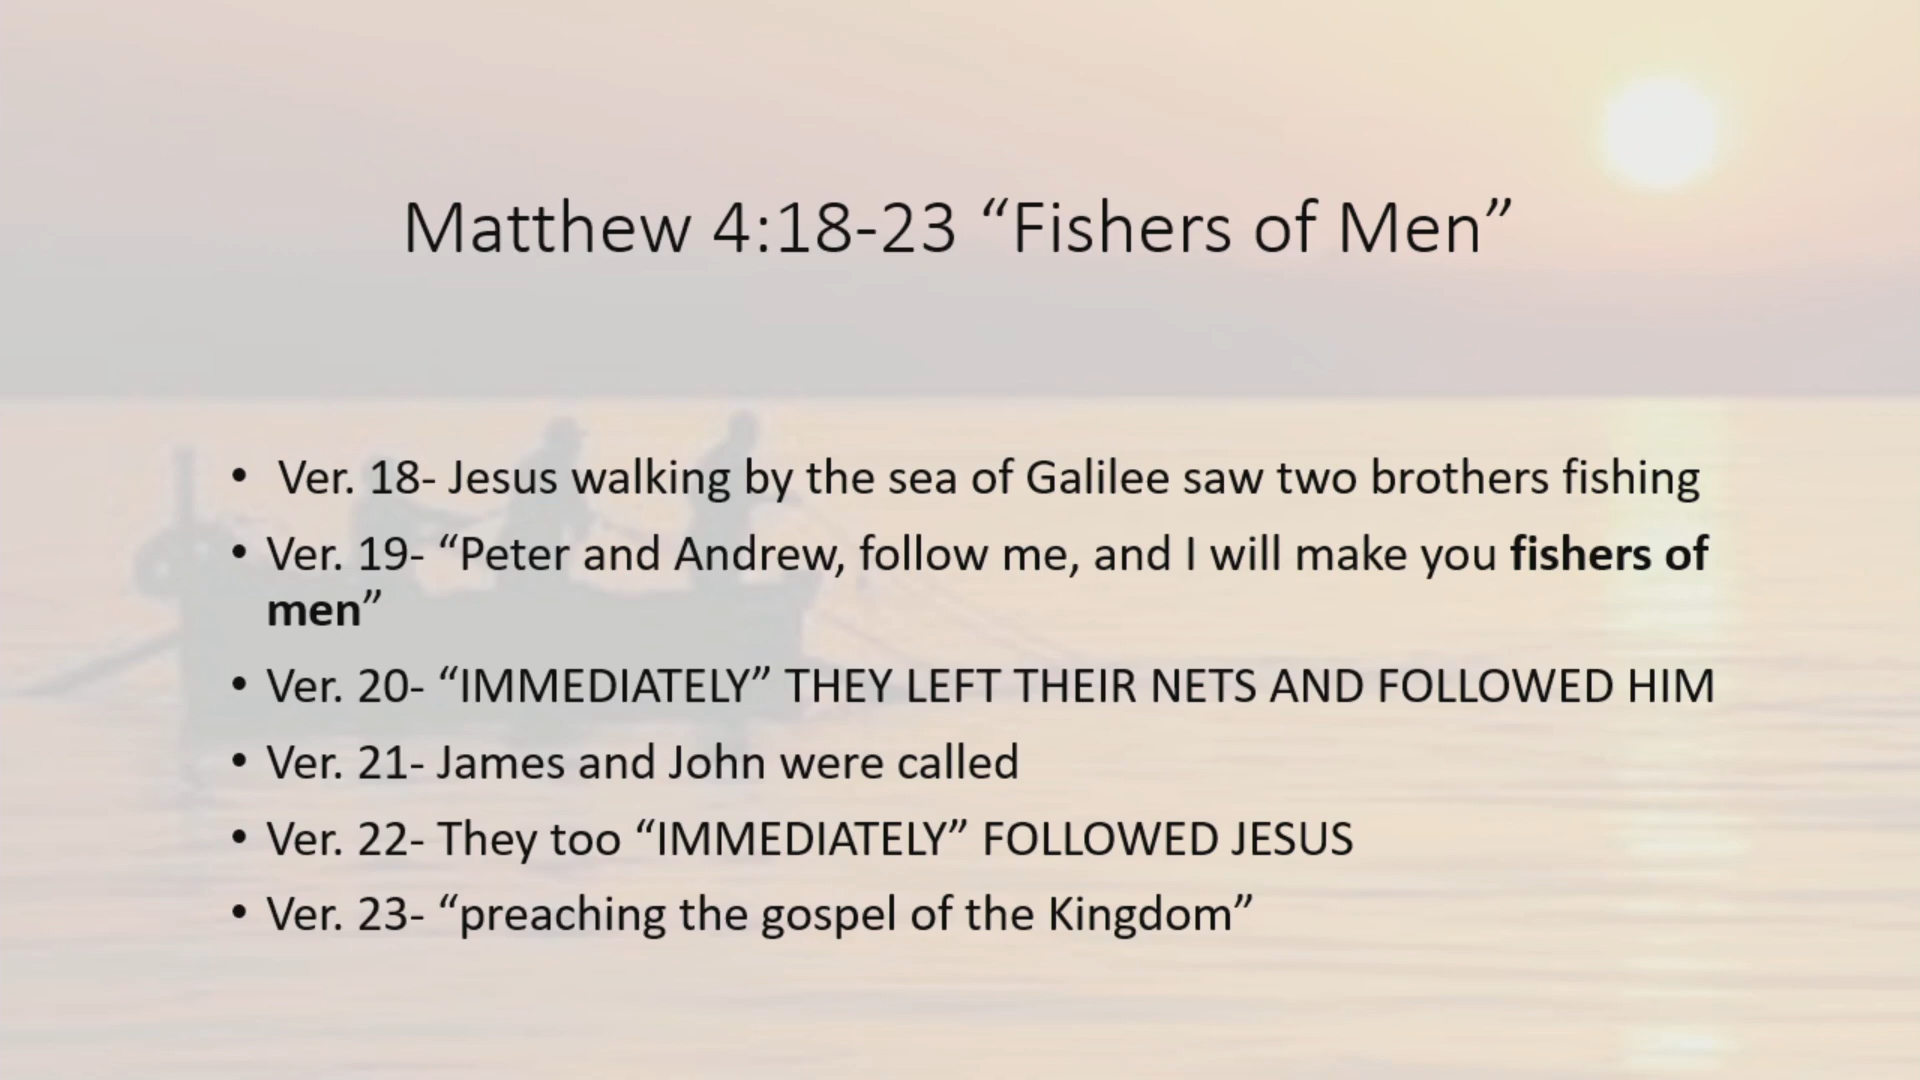 Matthew 4:18-23 “Fishers of Men”
• Ver. 18- Jesus walking by the sea of Galilee saw two brothers fishing
• Ver. 19- “Peter and Andrew, follow me, and I will make you fishers of
men”
• Ver. 20- “IMMEDIATELY” THEY LEFT THEIR NETS AND FOLLOWED HIM
• Ver. 21- James and John were called
• Ver. 22- They too “IMMEDIATELY” FOLLOWED JESUS
• Ver. 23- “preaching the gospel of the Kingdom”